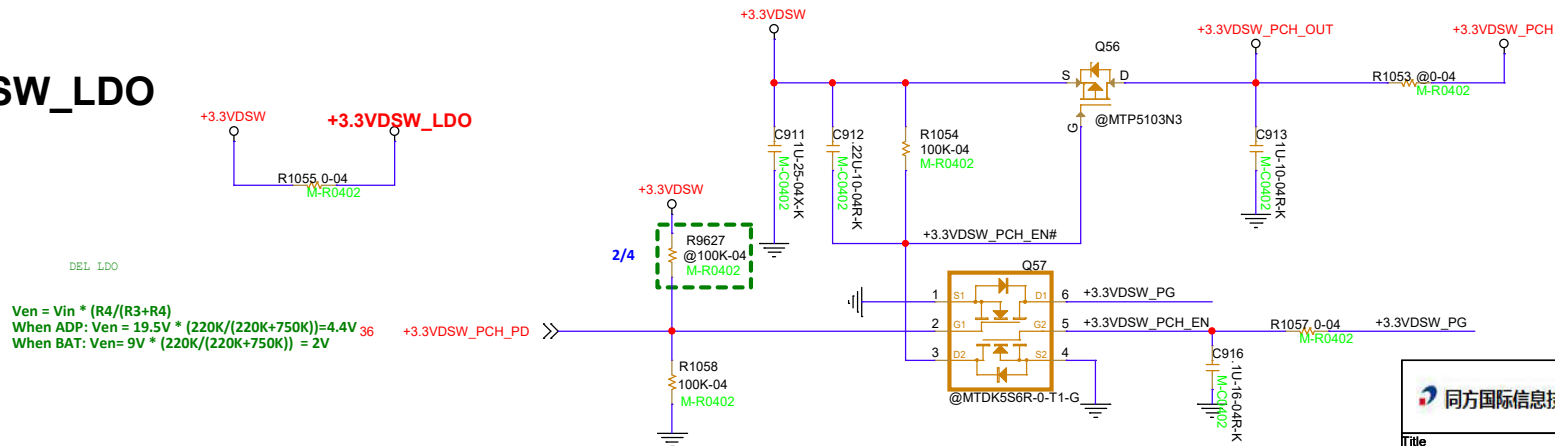 SW_LDO
+3.3VDSW
+3.3VDSW_LDO
R1055 0-04
M-R0402
DEL LDO
Ven = Vin * (R4/(R3+R4)
When ADP: Ven = 19.5V * (220K/(220K+750K))=4.4V
When BAT: Ven= 9V * (220K/(220K+750K)) = 2V
36
+3.3VDSW_PCH_PD
+3.3VDSW
2/4
R9627
@100K-04
M-R0402
R1058
100K-04
M-R0402
+3.3VDSW
C911
1U-25-04X-K
M-C0402
C912
.22U-10-04R-K
M-C0402
R1054
100K-04
M-R0402
Q56
S
D
G
@MTP5103N3
+3.3VDSW_PCH_OUT
C913
1U-10-04R-K
M-C0402
R1053 @0-04
M-R0402
+3.3VDSW_PCH
+3.3VDSW_PCH_EN#
Q57
1
S1
D1
6
+3.3VDSW_PG
2
G1
G2
5
+3.3VDSW_PCH_EN
3
D2
S2
4
@MTDK5S6R-0-T1-G
R1057 0-04
M-R0402
+3.3VDSW_PG
C916
.1U-16-04R-K
M-C0402
同方国际信息技
Title